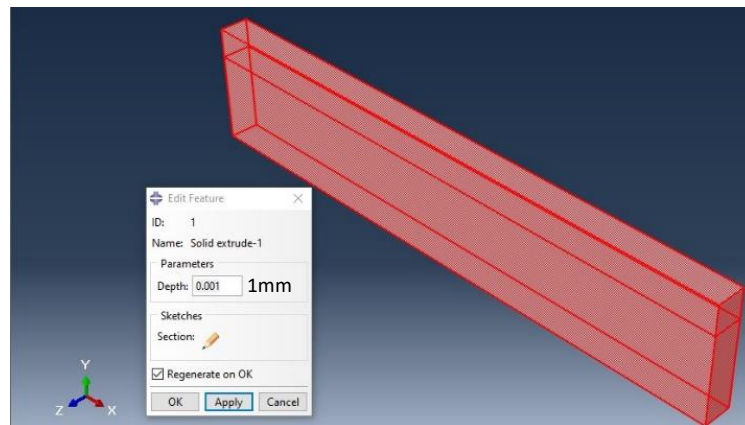 Edit Feature
ID: 1
Name: Solid extrude-1
Parameters
Depth: 0.001 1mm
Sketches
Section:
Regenerate on OK
OK Apply Cancel
Y
Z X